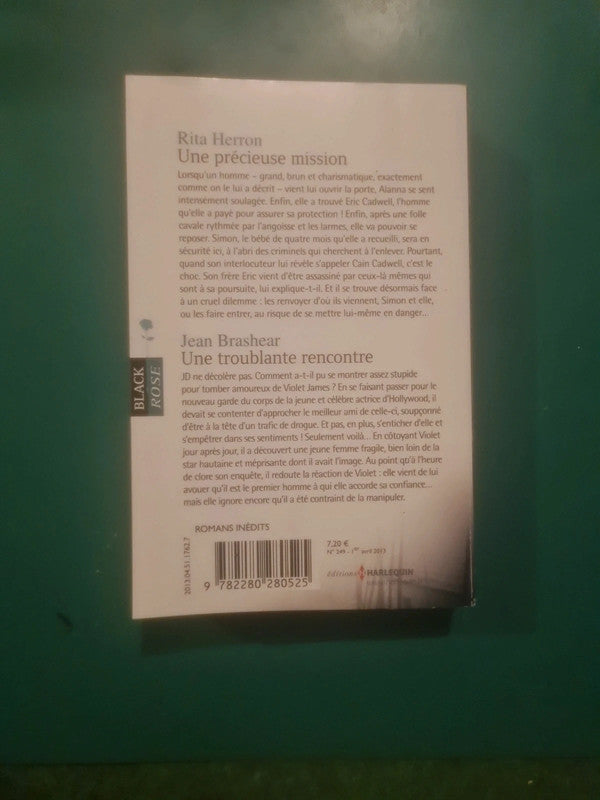 Rita Herron
Une précieuse mission
Lorsqu'un homme – grand, brun et charismatique, exactement
comme on le lui a décrit – vient lui ouvrir la porte, Alanna se sent
intensément soulagée. Enfin, elle a trouvé Eric Cadwell, l'homme
qu'elle a payé pour assurer sa protection ! Enfin, après une folle
cavale rythmée par l'angoisse et les larmes, elle va pouvoir se
reposer. Simon, le bébé de quatre mois qu'elle a recueilli, sera en
sécurité ici, à l'abri des criminels qui cherchent à l'enlever. Pourtant,
quand son interlocuteur lui révèle s'appeler Cain Cadwell, c'est le
choc. Son frère Eric vient d'être assassiné par ceux-là mêmes qui
sont à sa poursuite, lui explique-t-il. Et il se trouve désormais face
à un cruel dilemme : les renvoyer d'où ils viennent, Simon et elle,
ou les faire entrer, au risque de se mettre lui-même en danger...
Jean Brashear
Une troublante rencontre
JD ne décolère pas. Comment a-t-il pu se montrer assez stupide
pour tomber amoureux de Violet James ? En se faisant passer pour le
nouveau garde du corps de la jeune et célèbre actrice d'Hollywood, il
devait se contenter d'approcher le meilleur ami de celle-ci, soupçonné
d'être à la tête d'un trafic de drogue. Et pas, en plus, s'enticher d'elle et
s'empêtrer dans ses sentiments ! Seulement voilà... En côtoyant Violet
jour après jour, il a découvert une jeune femme fragile, bien loin de la
star hautaine et méprisante dont il avait l'image. Au point qu'à l'heure
de clore son enquête, il redoute la réaction de Violet : elle vient de lui
avouer qu'il est le premier homme à qui elle accorde sa confiance...
mais elle ignore encore qu'il a été contraint de la manipuler.
BLACK
ROSE
ROMANS INÉDITS
2013.04.51.1762.7
9 782280 280525
7,20 €
N° 249 - 1er avril 2013
éditions HARLEQUIN